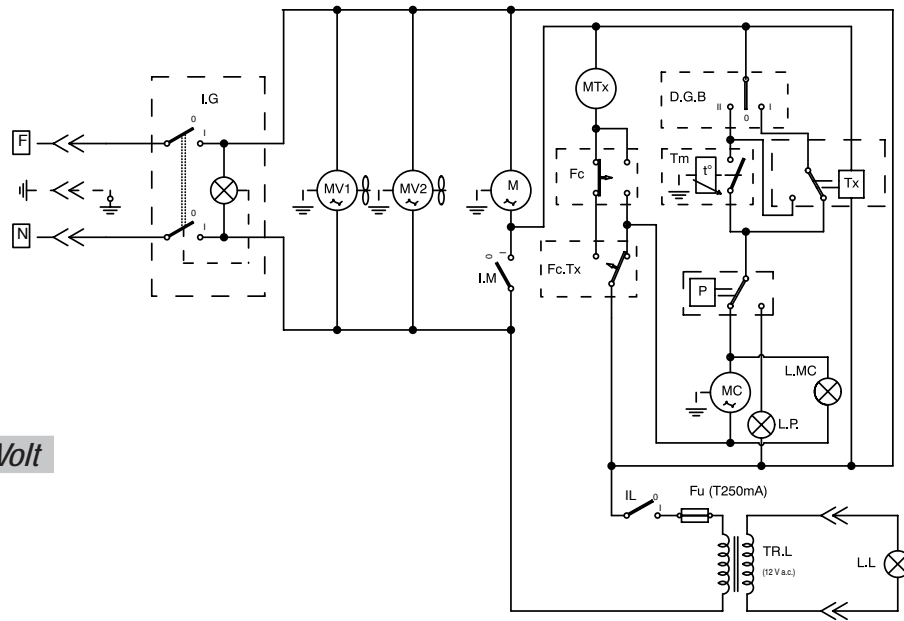 I.G
0
I
F
N
0
I
MV1
MV2
M
0
I
I.M
MTx
Fc
Fc.Tx
D.G.B
II
0
I
Tm
t°
Tx
P
MC
L.MC
L.P.
Volt
IL
0
I
Fu (T250mA)
TR.L
(12 V a.c.)
L.L